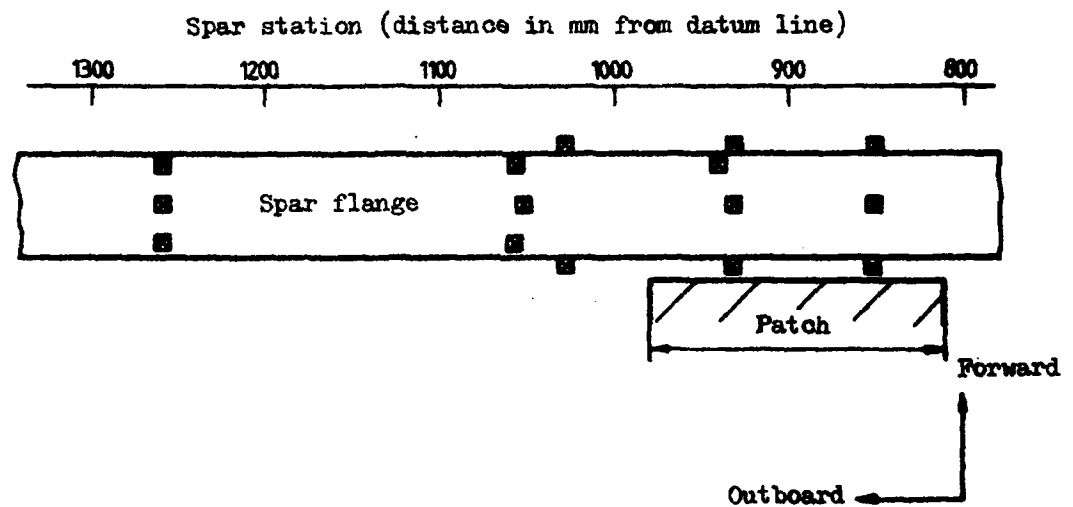 Spar station (distance in mm from datum line)
1300 1200 1100 1000 900 800
Spar flange
Patch
Forward
Outboard